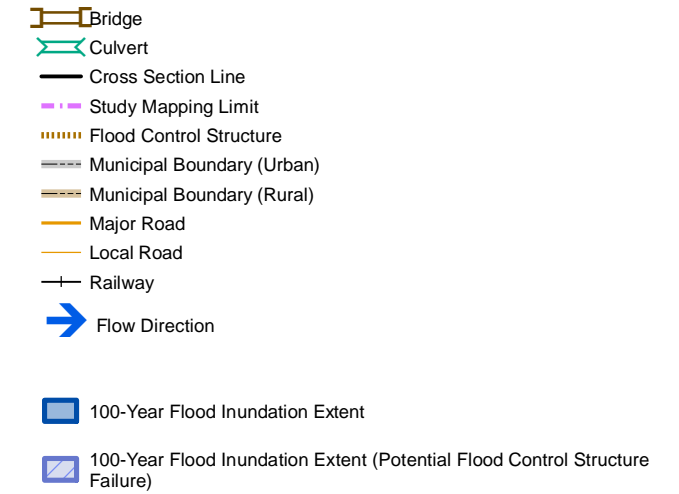 Bridge
Culvert
Cross Section Line
Study Mapping Limit
Flood Control Structure
Municipal Boundary (Urban)
Municipal Boundary (Rural)
Major Road
Local Road
Railway
Flow Direction
100-Year Flood Inundation Extent
100-Year Flood Inundation Extent (Potential Flood Control Structure
Failure)